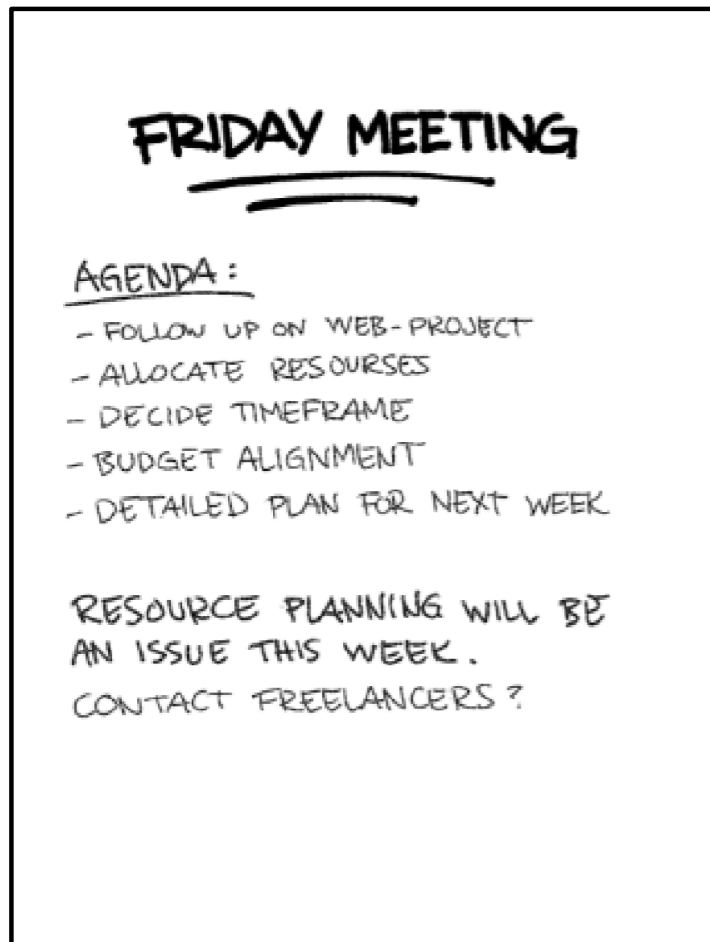 FRIDAY MEETING
AGENDA:
- FOLLOW UP ON WEB-PROJECT
- ALLOCATE RESOURSES
- DECIDE TIMEFRAME
- BUDGET ALIGNMENT
- DETAILED PLAN FOR NEXT WEEK
RESOURCE PLANNING WILL BE
AN ISSUE THIS WEEK.
CONTACT FREELANCERS?